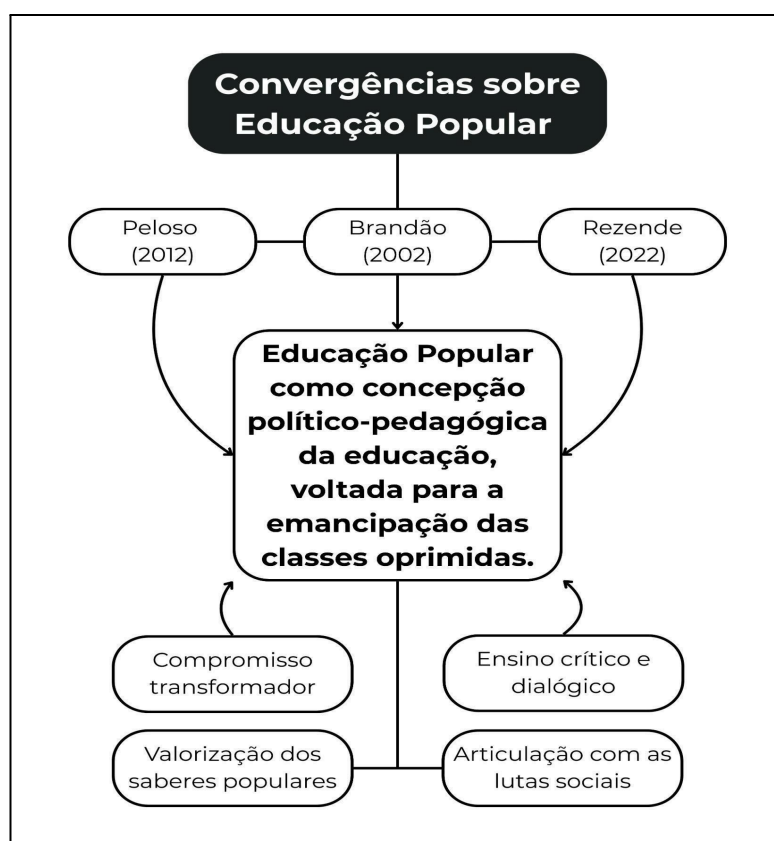 Convergências sobre
Educação Popular
Peloso
(2012)
Brandão
(2002)
Rezende
(2022)
Educação Popular
como concepção
político-pedagógica
da educação,
voltada para a
emancipação das
classes oprimidas.
Compromisso
transformador
Ensino crítico e
dialógico
Valorização dos
saberes populares
Articulação com as
lutas sociais